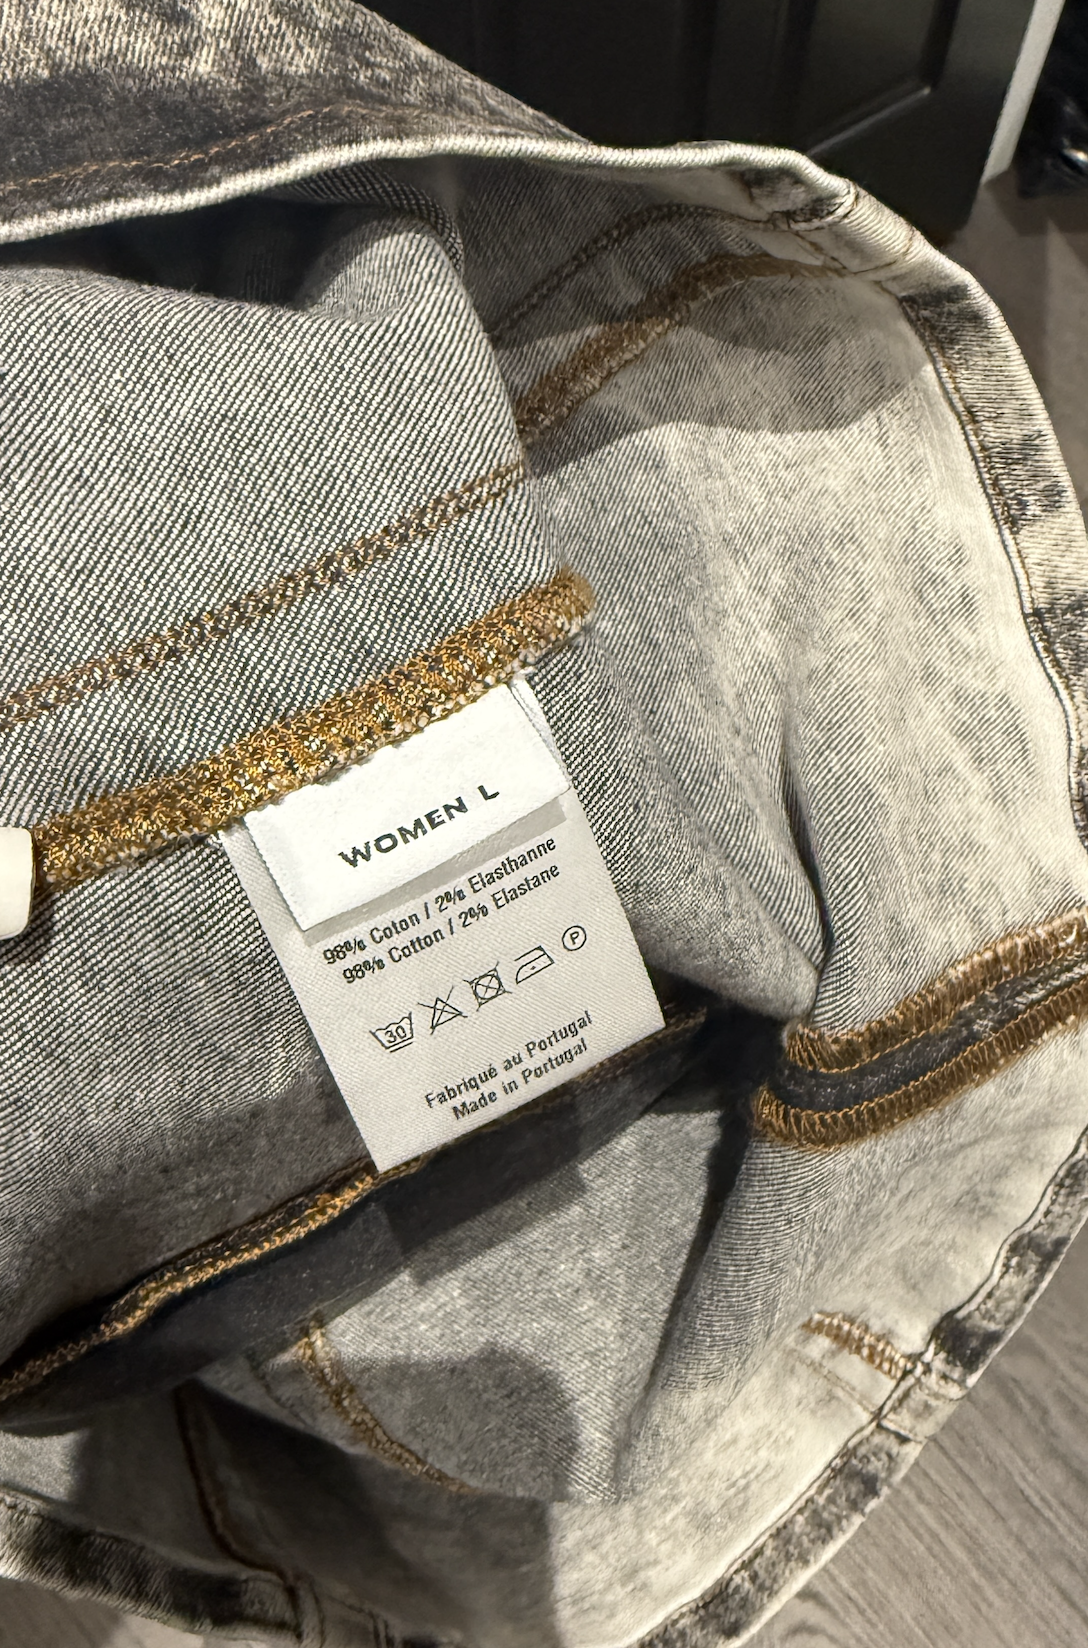 WOMEN L
98% Coton / 2% Elasthanne
98% Cotton / 2% Elastane
30 P
Fabriqué au Portugal
Made in Portugal